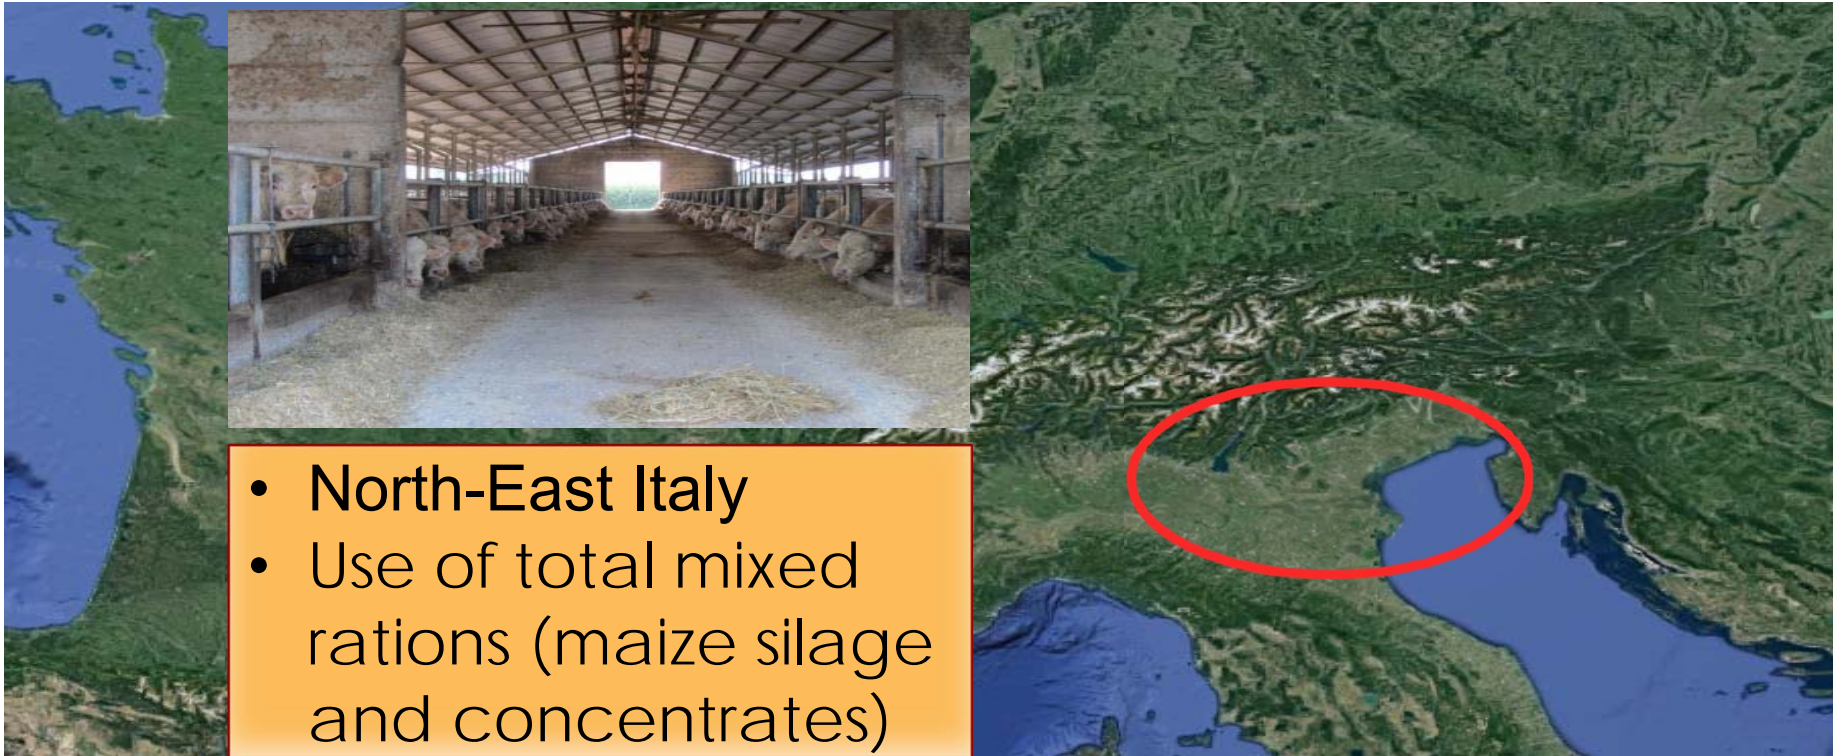 • North-East Italy
• Use of total mixed
rations (maize silage
and concentrates)